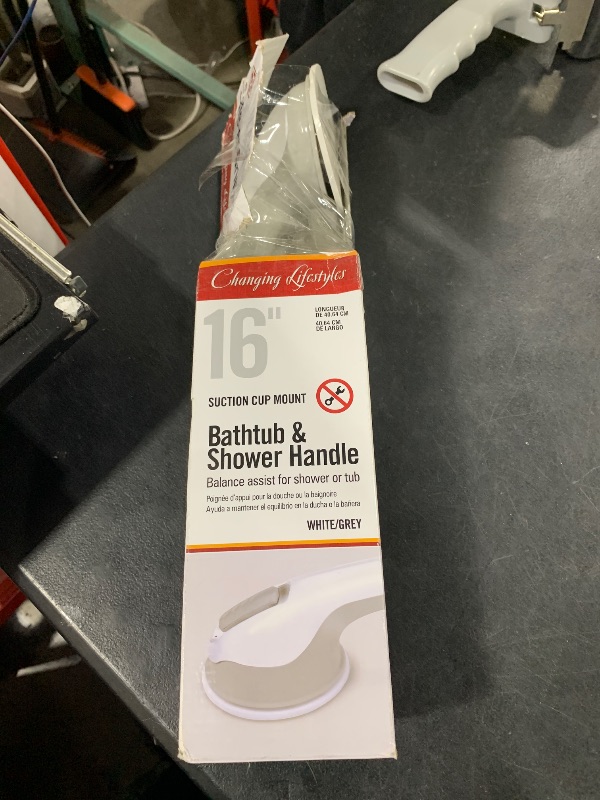 Changing Lifestyles
16"
LONGUEUR
DE 40.64 CM
40.64 CM
DE LARGO
SUCTION CUP MOUNT
Bathtub &
Shower Handle
Balance assist for shower or tub
Poignée d'appui pour la douche ou la baignoire
Ayuda a mantener el equilibrio en la ducha o la bañera
WHITE/GREY